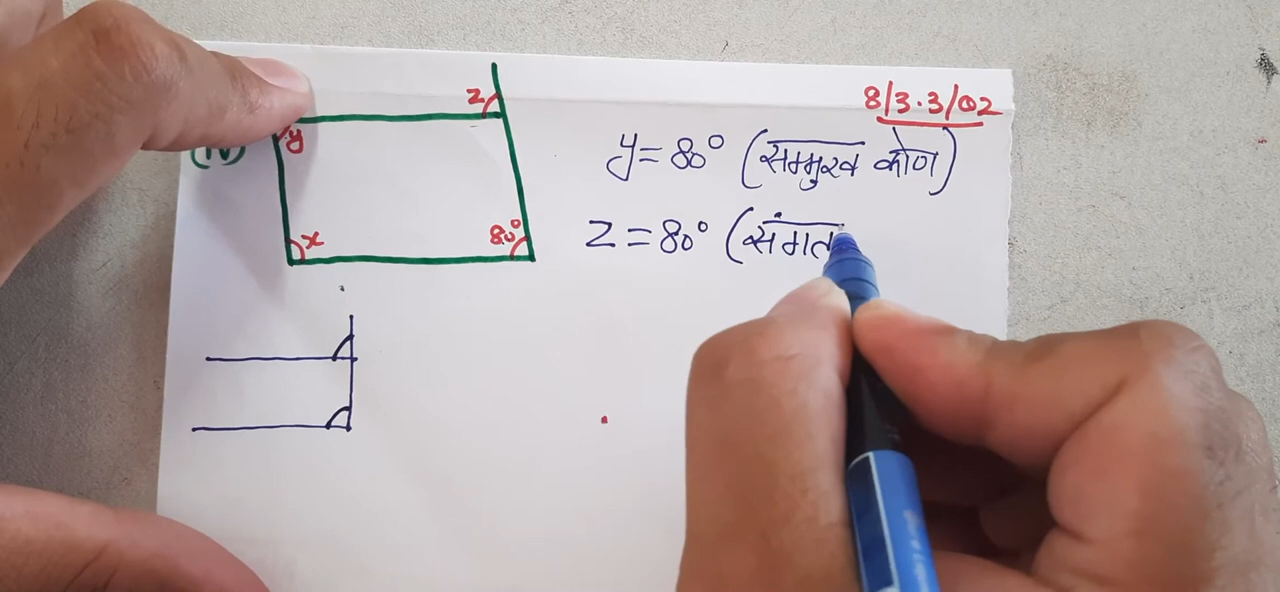 8/3.3/02
(iv)
z
y
x
80°
y = 80° (सम्मुख कोण)
z = 80° (संगत